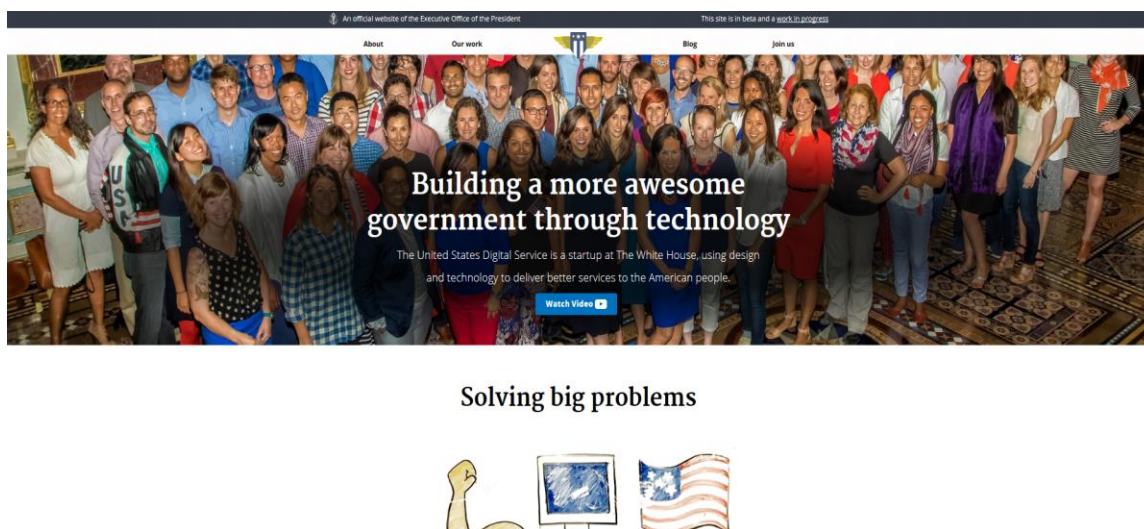 An official website of the Executive Office of the President
This site is in beta and a work in progress
About
Our work
Blog
Join us
USA
Building a more awesome
government through technology
The United States Digital Service is a startup at The White House, using design
and technology to deliver better services to the American people.
Watch Video
Solving big problems